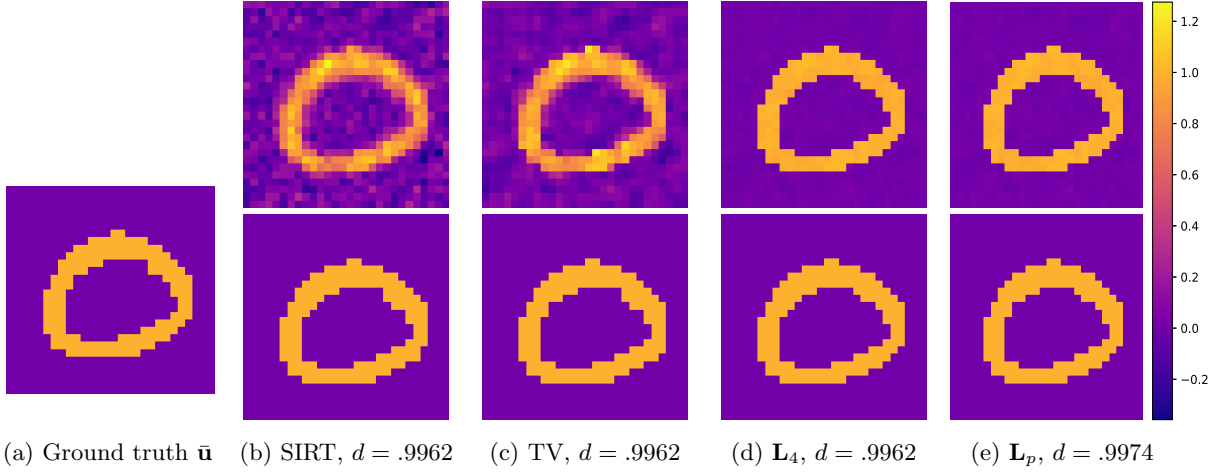 1.2
1.0
0.8
0.6
0.4
0.2
0.0
−0.2
(a) Ground truth ū
(b) SIRT, d = .9962
(c) TV, d = .9962
(d) L₄, d = .9962
(e) Lₚ, d = .9974